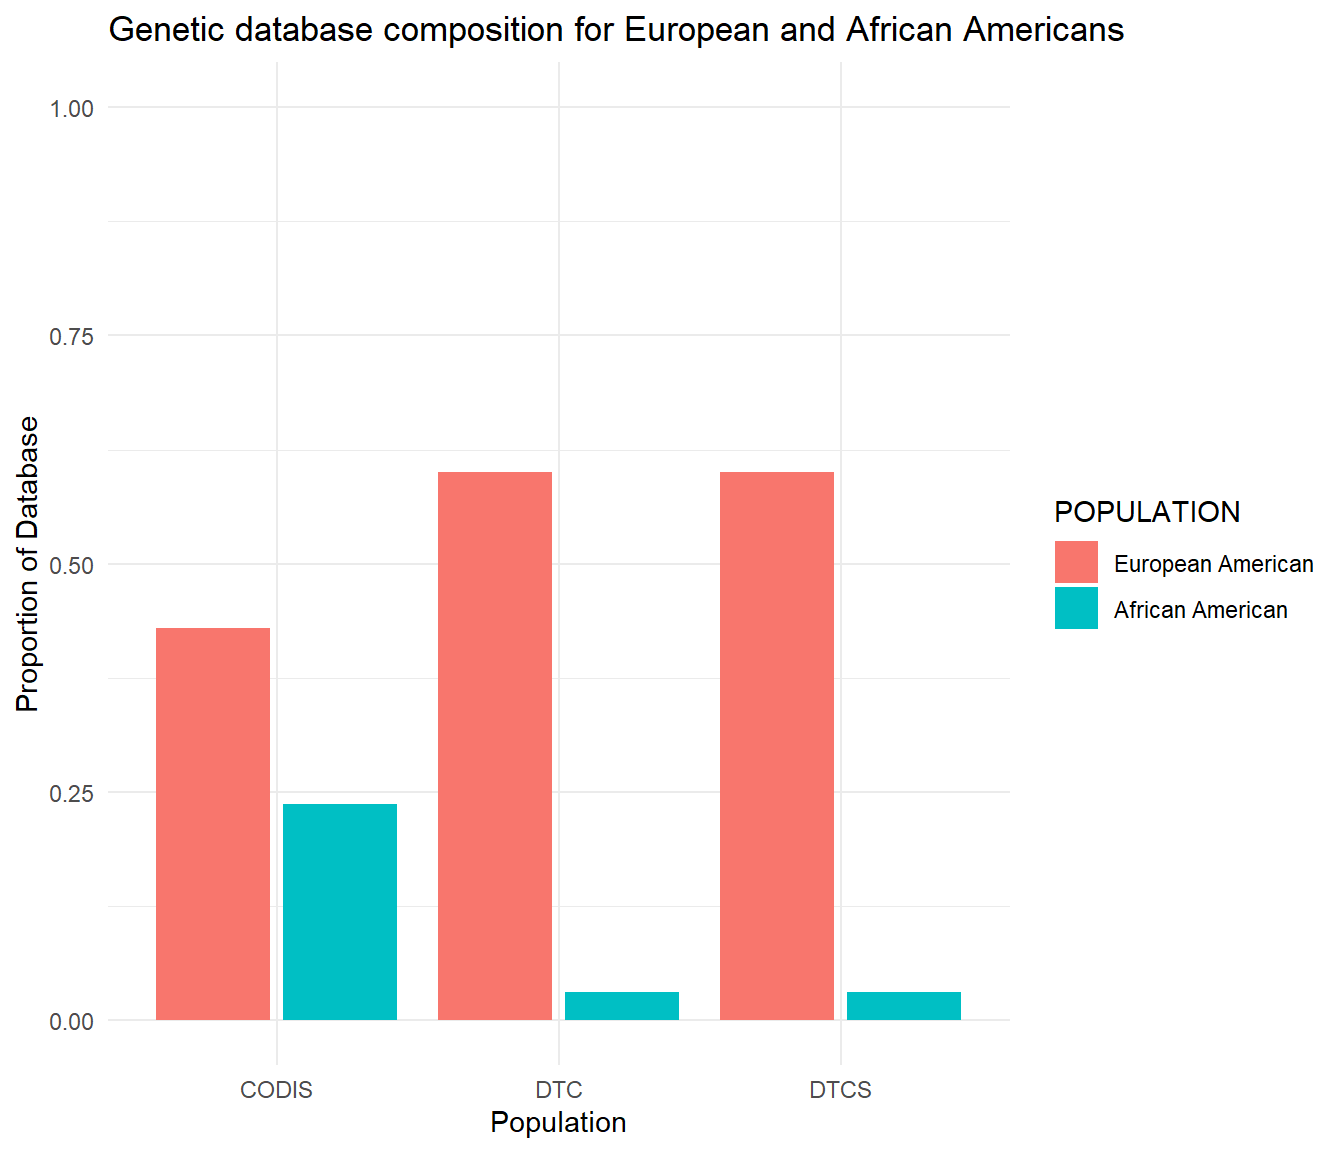 Genetic database composition for European and African Americans
1.00
0.75
0.50
0.25
0.00
Proportion of Database
CODIS DTC DTCS
Population
POPULATION
European American
African American